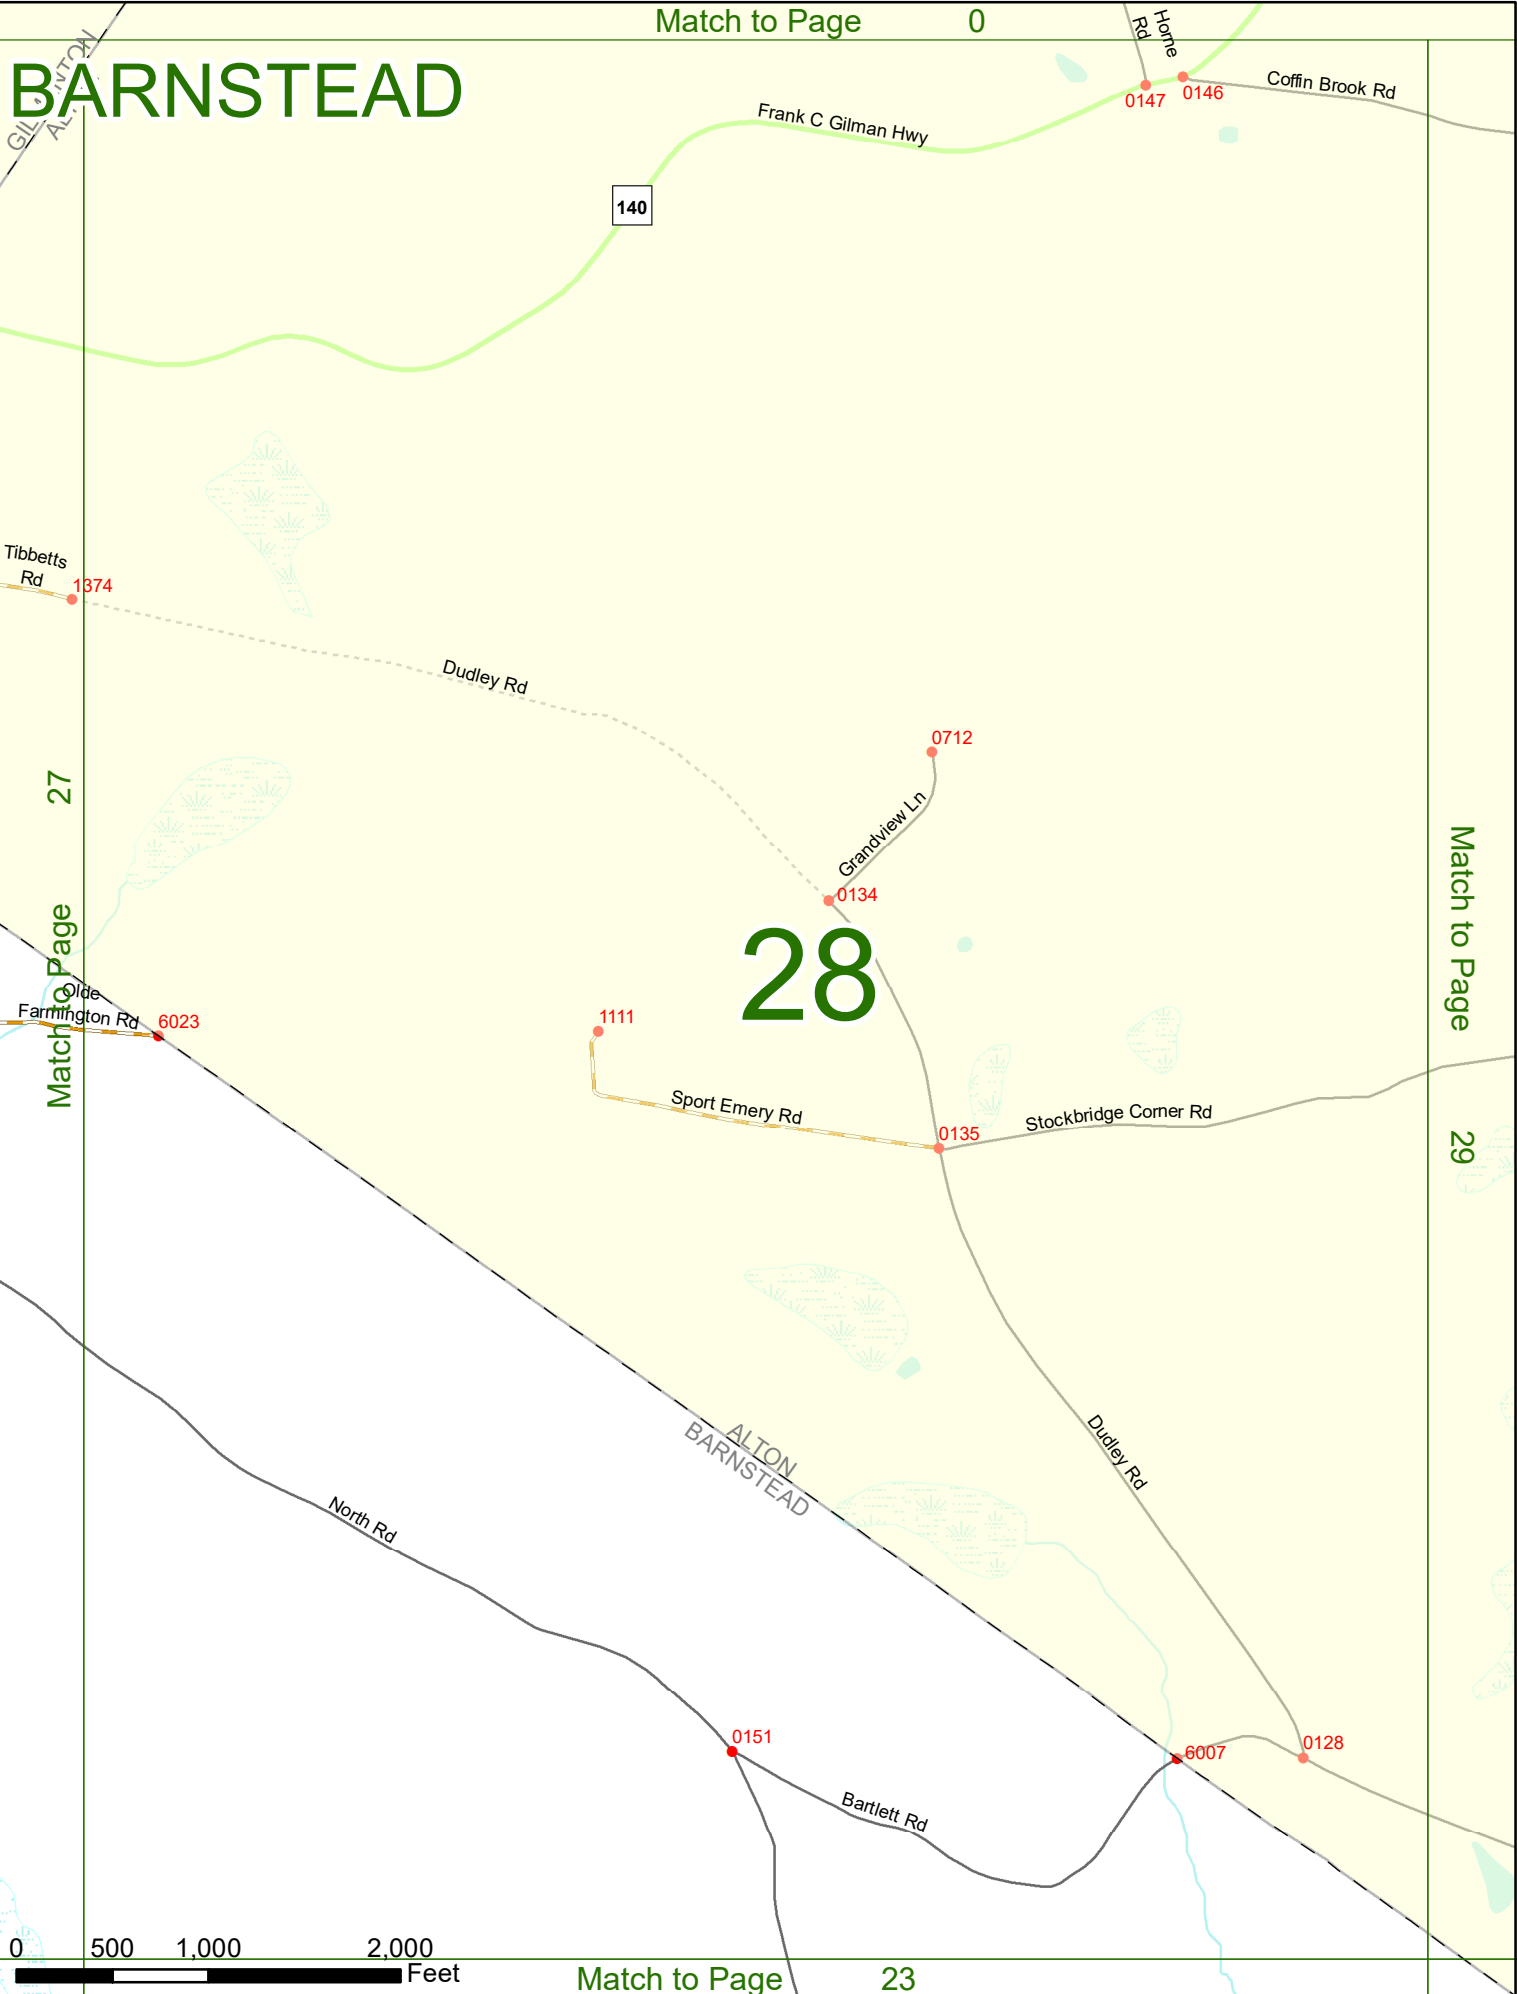 Match to Page 0
BARNSTEAD
Horne
Rd
0147
0146
Coffin Brook Rd
Frank C Gilman Hwy
140
Tibbetts
Rd
1374
Dudley Rd
0712
27
Grandview Ln
0134
Match to Page
28
Match to Page
Olde
Farmington Rd
6023
1111
Sport Emery Rd
0135
Stockbridge Corner Rd
29
ALTON
BARNSTEAD
Dudley Rd
North Rd
0151
6007
0128
Bartlett Rd
0 500 1,000 2,000
Feet
Match to Page 23